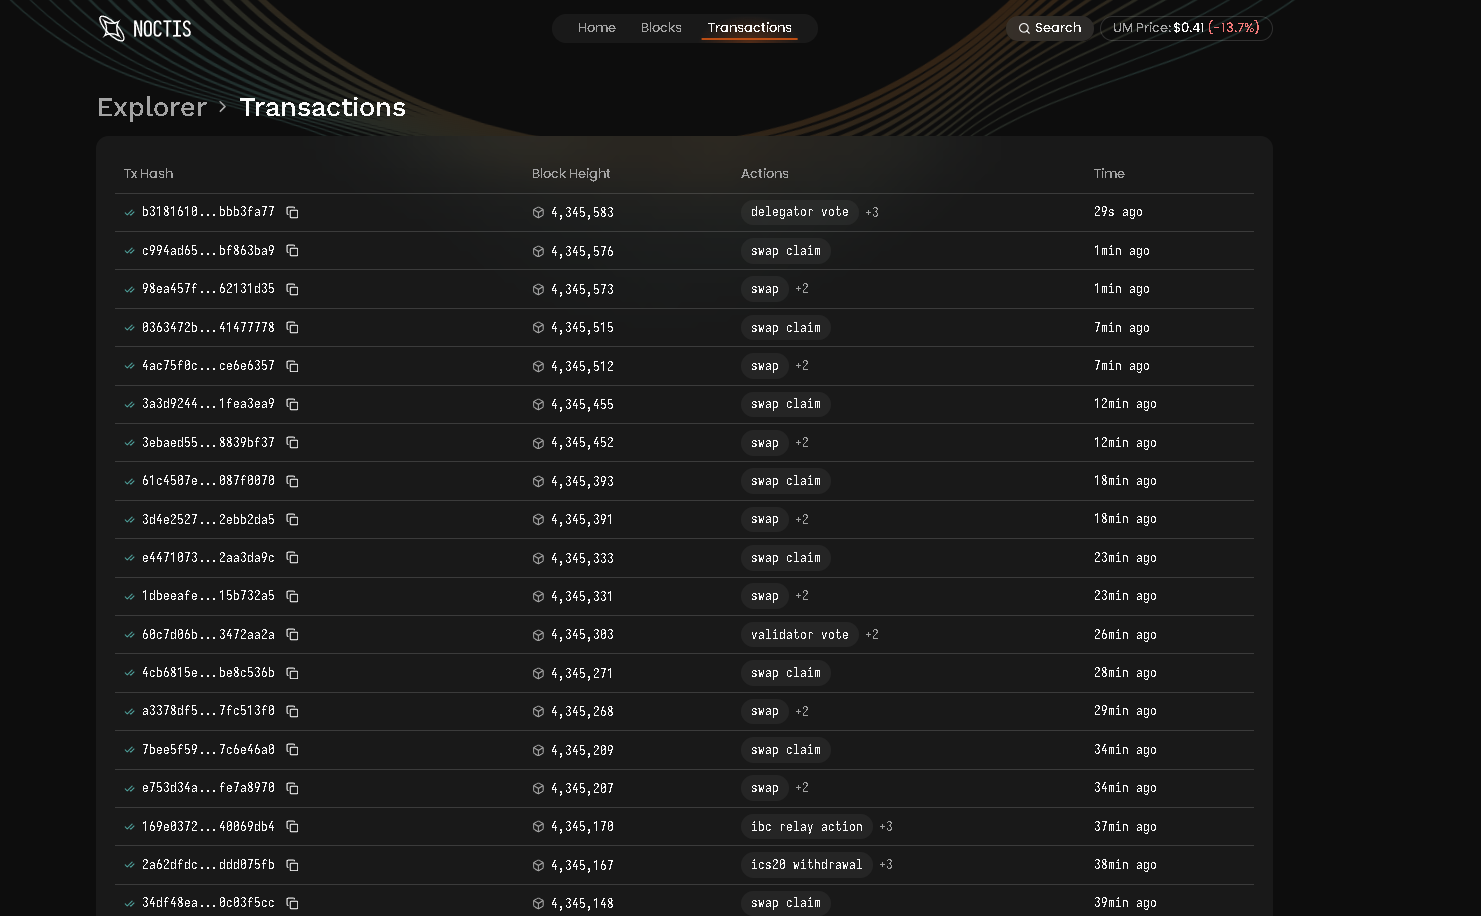 NOCTIS
Home Blocks Transactions
Search
UM Price: $0.41 (-13.7%)
Explorer > Transactions
Tx Hash Block Height Actions Time
b3181610...bbb3fa77 4,345,583 delegator vote +3 29s ago
c994ad65...bf863ba9 4,345,576 swap claim 1min ago
98ea457f...62131d35 4,345,573 swap +2 1min ago
0363472b...41477778 4,345,515 swap claim 7min ago
4ac75f0c...ce6e6357 4,345,512 swap +2 7min ago
3a3d9244...1fea3ea9 4,345,455 swap claim 12min ago
3ebaed55...8839bf37 4,345,452 swap +2 12min ago
61c4507e...087f0070 4,345,393 swap claim 18min ago
3d4e2527...2ebb2da5 4,345,391 swap +2 18min ago
e4471073...2aa3da9c 4,345,333 swap claim 23min ago
1dbeeafe...15b732a5 4,345,331 swap +2 23min ago
60c7d06b...3472aa2a 4,345,303 validator vote +2 26min ago
4cb6815e...be8c536b 4,345,271 swap claim 28min ago
a3378df5...7fc513f0 4,345,268 swap +2 29min ago
7bee5f59...7c6e46a0 4,345,209 swap claim 34min ago
e753d34a...fe7a8970 4,345,207 swap +2 34min ago
169e0372...40069db4 4,345,170 ibc relay action +3 37min ago
2a62dfdc...ddd075fb 4,345,167 ics20 withdrawal +3 38min ago
34df48ea...0c03f5cc 4,345,148 swap claim 39min ago